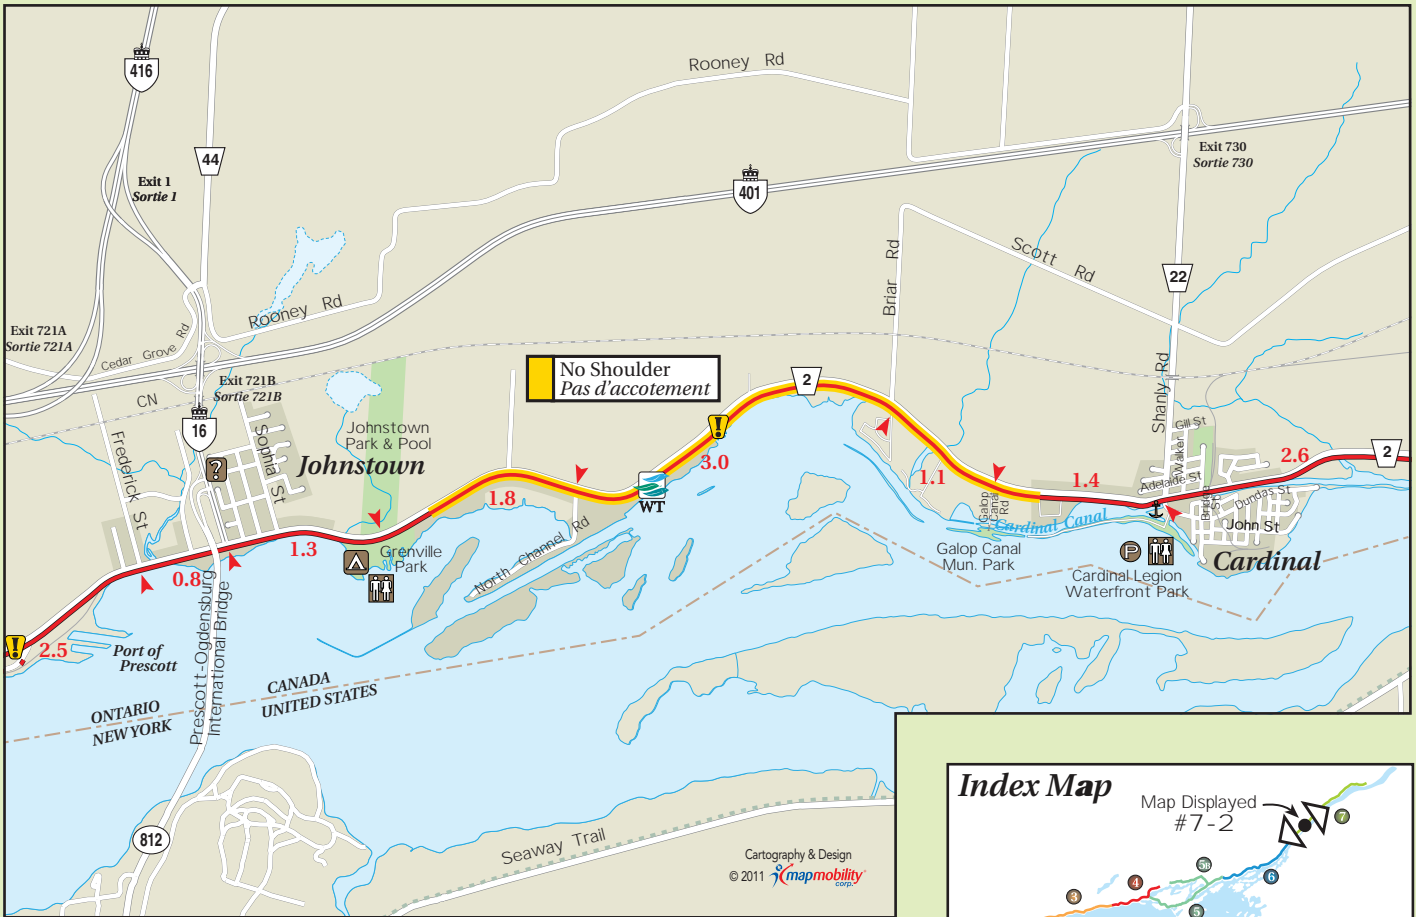 416
44
Exit 1
Sortie 1
Rooney Rd
401
Exit 730
Sortie 730
Briar Rd
Scott Rd
22
Rooney Rd
Exit 721A
Sortie 721A
Cedar Grove Rd
Exit 721B
Sortie 721B
CN
16
No Shoulder
Pas d'accotement
2
Shanly Rd
Frederick St
Sophia St
?
Johnstown
Park & Pool
Johnstown
!
3.0
1.8
WT
1.1
1.4
2.6
2
Gill St
Walker
Adelaide St
Bridge St
Dundas St
John St
Galop
Canal
Rd
Cardinal Canal
Cardinal
Galop Canal
Mun. Park
P
Cardinal Legion
Waterfront Park
1.3
0.8
Grenville
Park
North Channel Rd
!
2.5
Port of
Prescott
Prescott-Ogdensburg
International Bridge
CANADA
UNITED STATES
ONTARIO
NEW YORK
812
Seaway Trail
Cartography & Design
© 2011 mapmobility
corp.
Index Map
Map Displayed
#7-2
7
6
5B
5
4
3